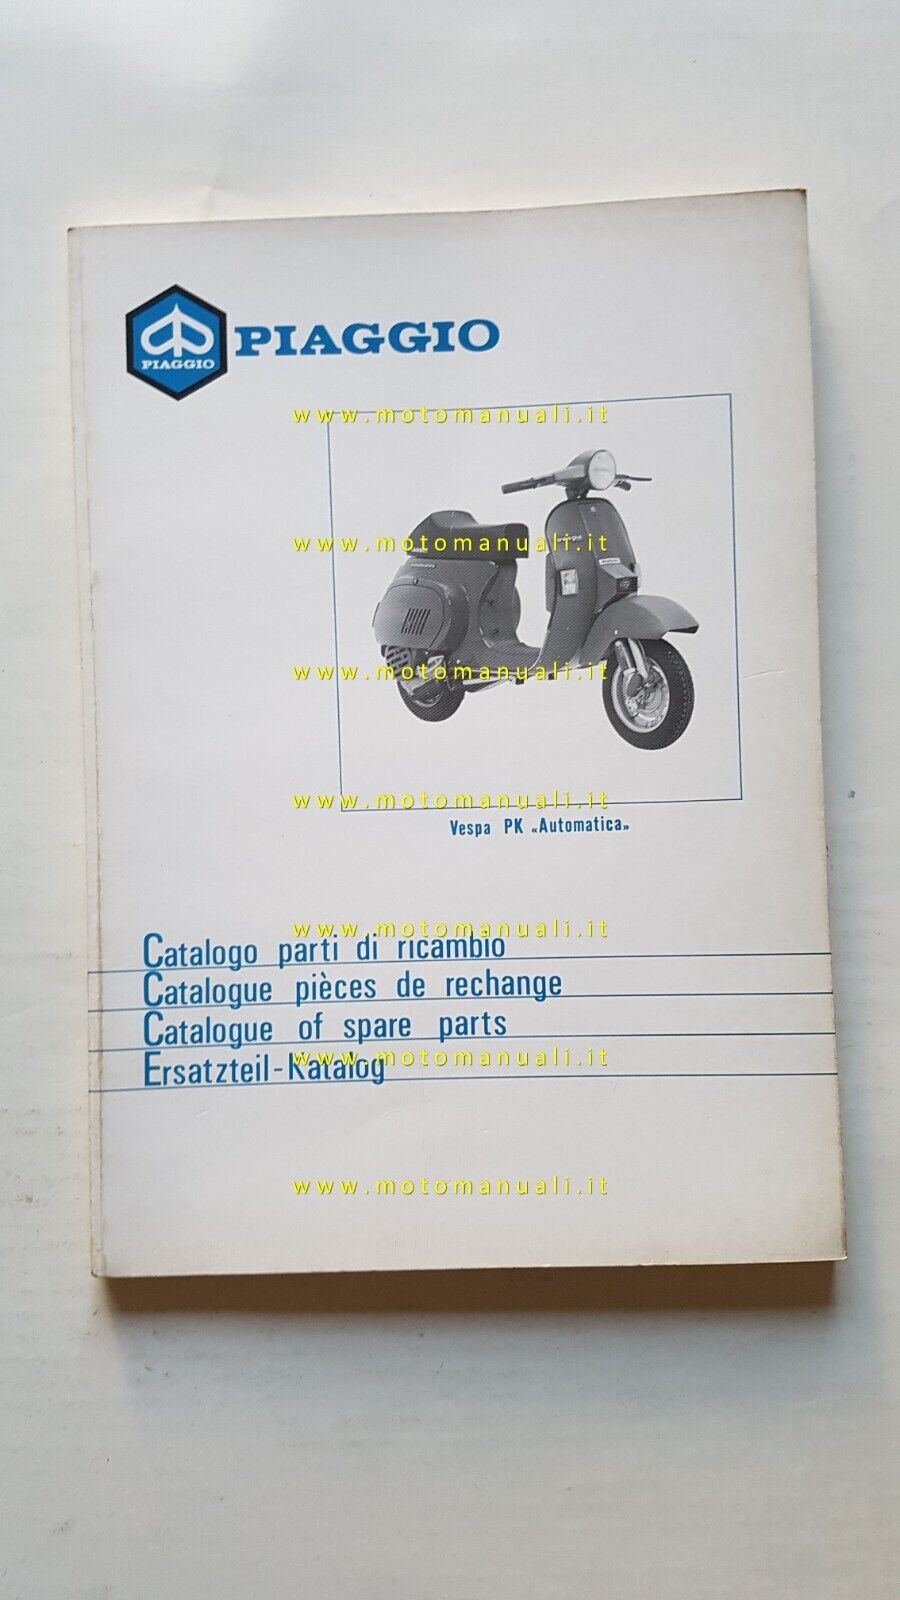 PIAGGIO
PIAGGIO
www.motomanuali.it
www.motomanuali.it
www.motomanuali.it
www.motomanuali.it
Vespa PK «Automatica»
www.motomanuali.it
Catalogo parti di ricambio
Catalogue pièces de rechange
Catalogue of spare parts
www.motomanuali.it
Ersatzteil-Katalog
www.motomanuali.it